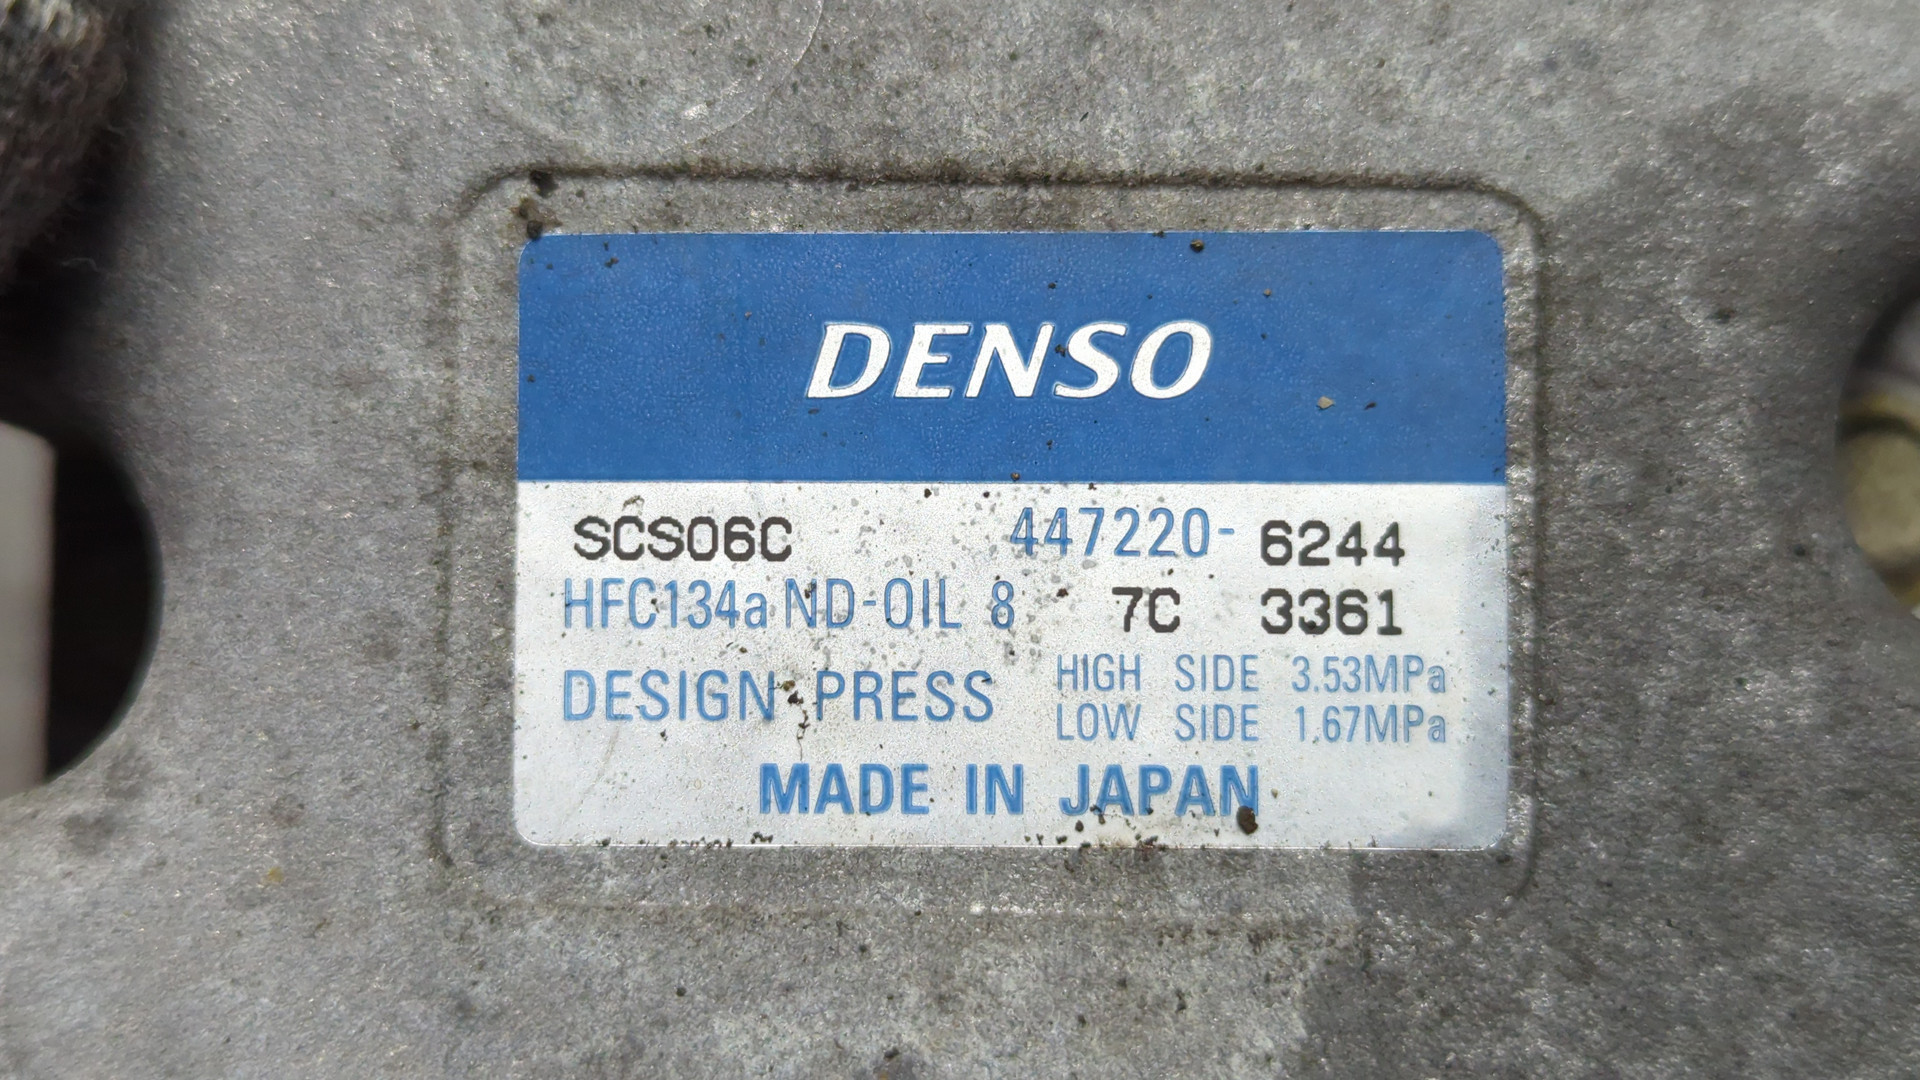 DENSO
SCS06C 447220-6244
HFC134a ND-OIL 8 7C 3361
DESIGN PRESS HIGH SIDE 3.53MPa
LOW SIDE 1.67MPa
MADE IN JAPAN